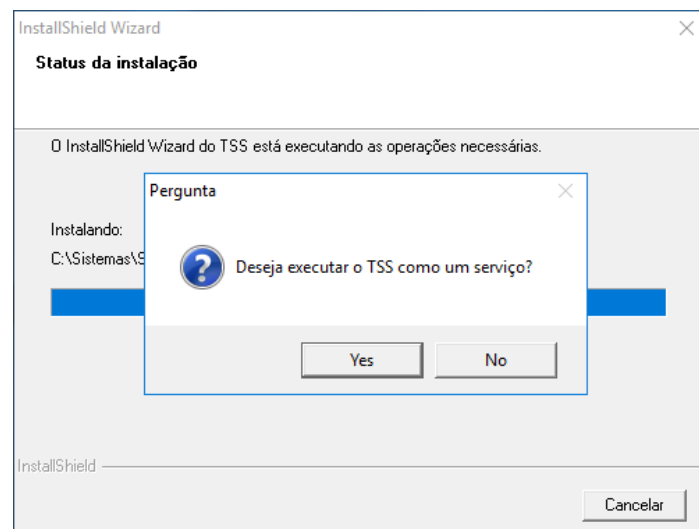 InstallShield Wizard
Status da instalação
O InstallShield Wizard do TSS está executando as operações necessárias.
Pergunta
Instalando:
C:\Sistemas\S
Deseja executar o TSS como um serviço?
Yes
No
InstallShield
Cancelar